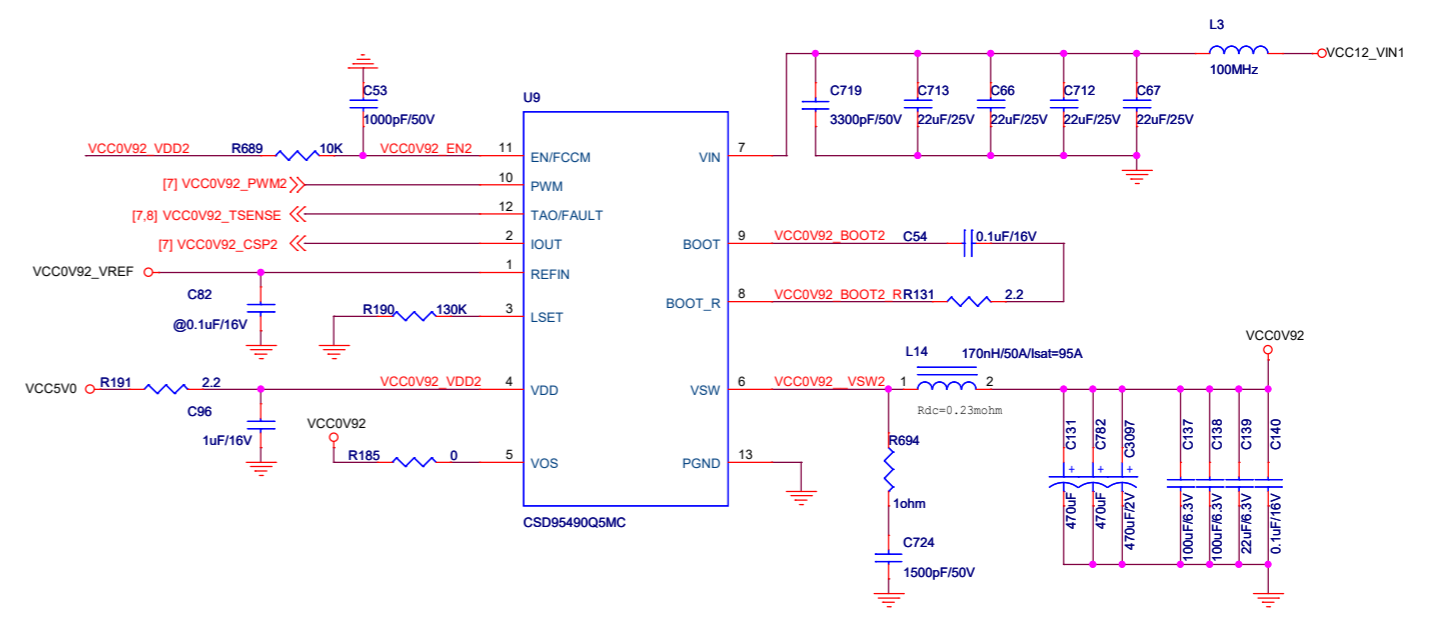 L3
VCC12_VIN1
100MHz
C53
1000pF/50V
U9
C719
3300pF/50V
C713
22uF/25V
C66
22uF/25V
C712
22uF/25V
C67
22uF/25V
VCC0V92_VDD2
R689
10K
VCC0V92_EN2
11
EN/FCCM
VIN
7
[7] VCC0V92_PWM2
10
PWM
[7,8] VCC0V92_TSENSE
12
TAO/FAULT
[7] VCC0V92_CSP2
2
IOUT
BOOT
9
VCC0V92_BOOT2
C54
0.1uF/16V
VCC0V92_VREF
1
REFIN
C82
@0.1uF/16V
BOOT_R
8
VCC0V92_BOOT2_R
R131
2.2
R190
130K
3
LSET
VCC0V92
L14
170nH/50A/Isat=95A
VCC5V0
R191
2.2
VCC0V92_VDD2
4
VDD
VSW
6
VCC0V92__VSW2
1
2
Rdc=0.23mohm
C96
1uF/16V
VCC0V92
R185
0
5
VOS
PGND
13
R694
1ohm
C724
1500pF/50V
C131
470uF
C782
470uF
C3097
470uF/2V
C137
100uF/6.3V
C138
100uF/6.3V
C139
22uF/6.3V
C140
0.1uF/16V
+
+
+
CSD95490Q5MC